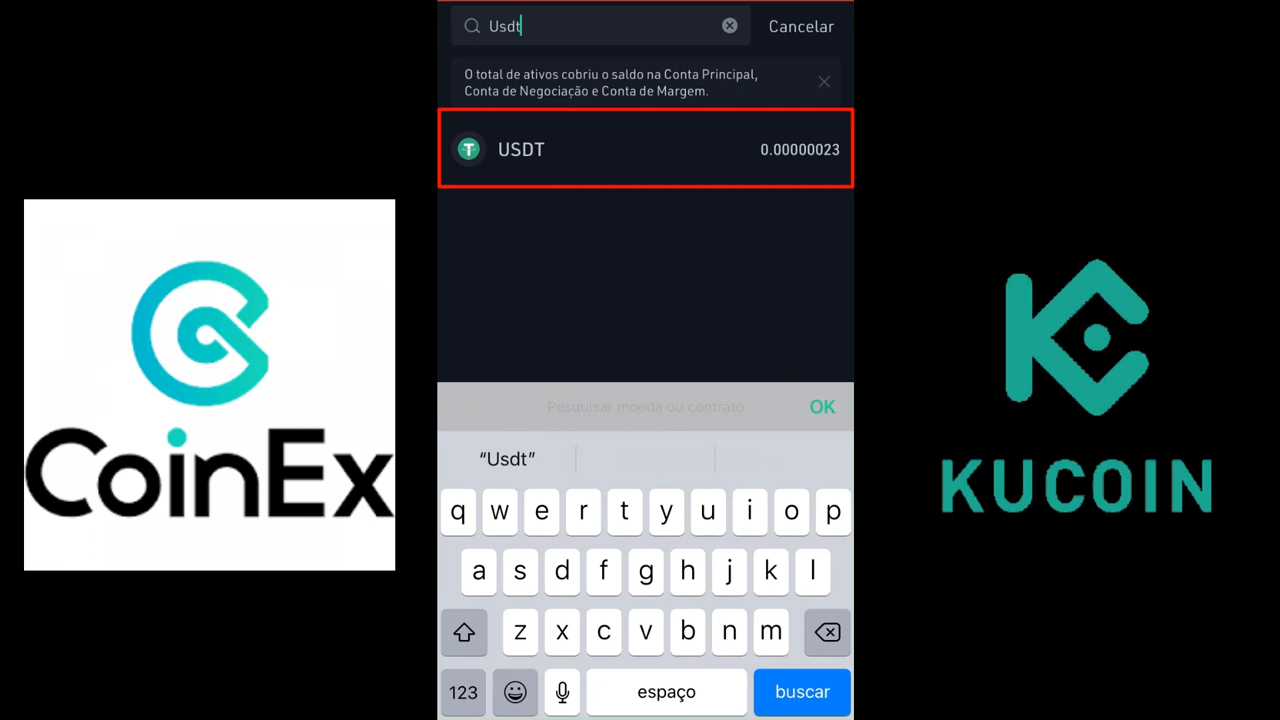 Usdt
Cancelar
O total de ativos cobriu o saldo na Conta Principal,
Conta de Negociação e Conta de Margem.
USDT
0.00000023
CoinEx
KUCOIN
Pesquisar moeda ou contrato
OK
“Usdt”
q w e r t y u i o p
a s d f g h j k l
z x c v b n m
123
espaço
buscar